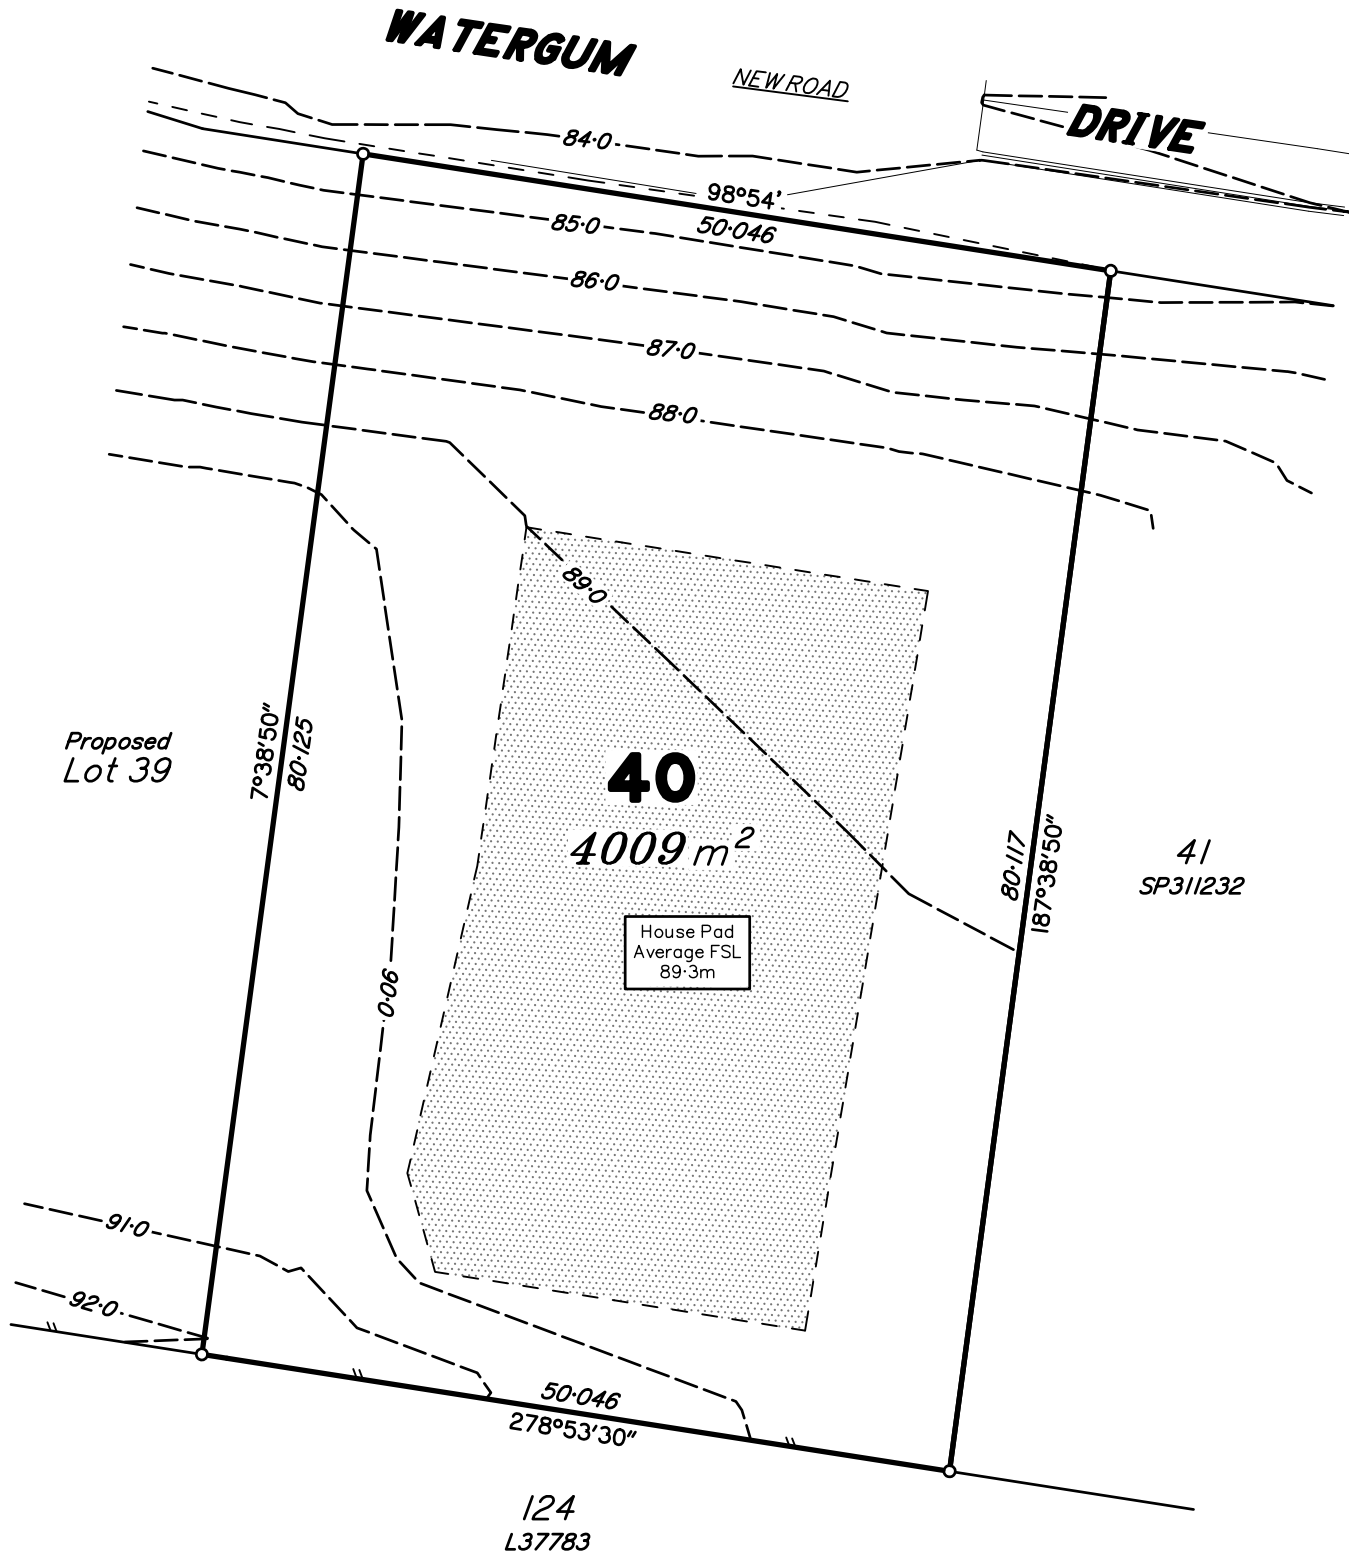 WATERGUM
NEW ROAD
DRIVE
84·0
98°54'
50·046
85·0
86·0
87·0
88·0
89·0
7°38'50"
80·125
Proposed
Lot 39
40
4009 m²
80·117
187°38'50"
41
SP311232
House Pad
Average FSL
89·3m
90·0
91·0
92·0
50·046
278°53'30"
124
L37783